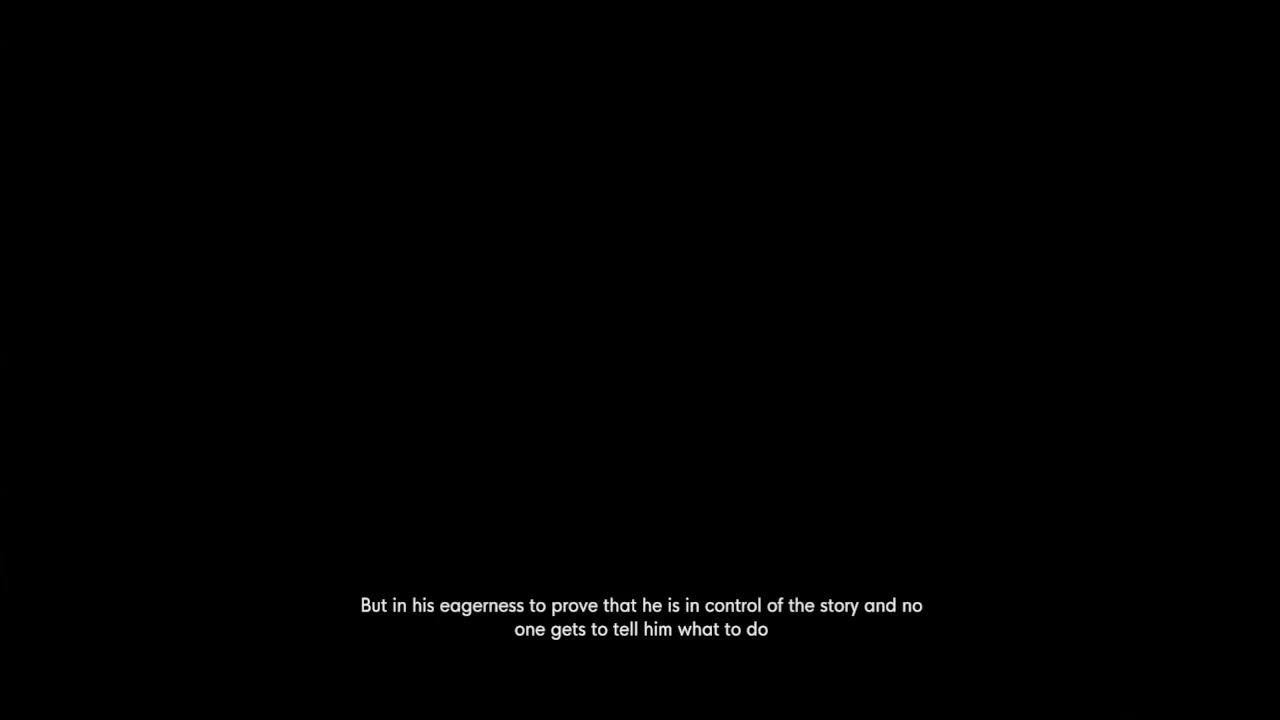 But in his eagerness to prove that he is in control of the story and no
one gets to tell him what to do